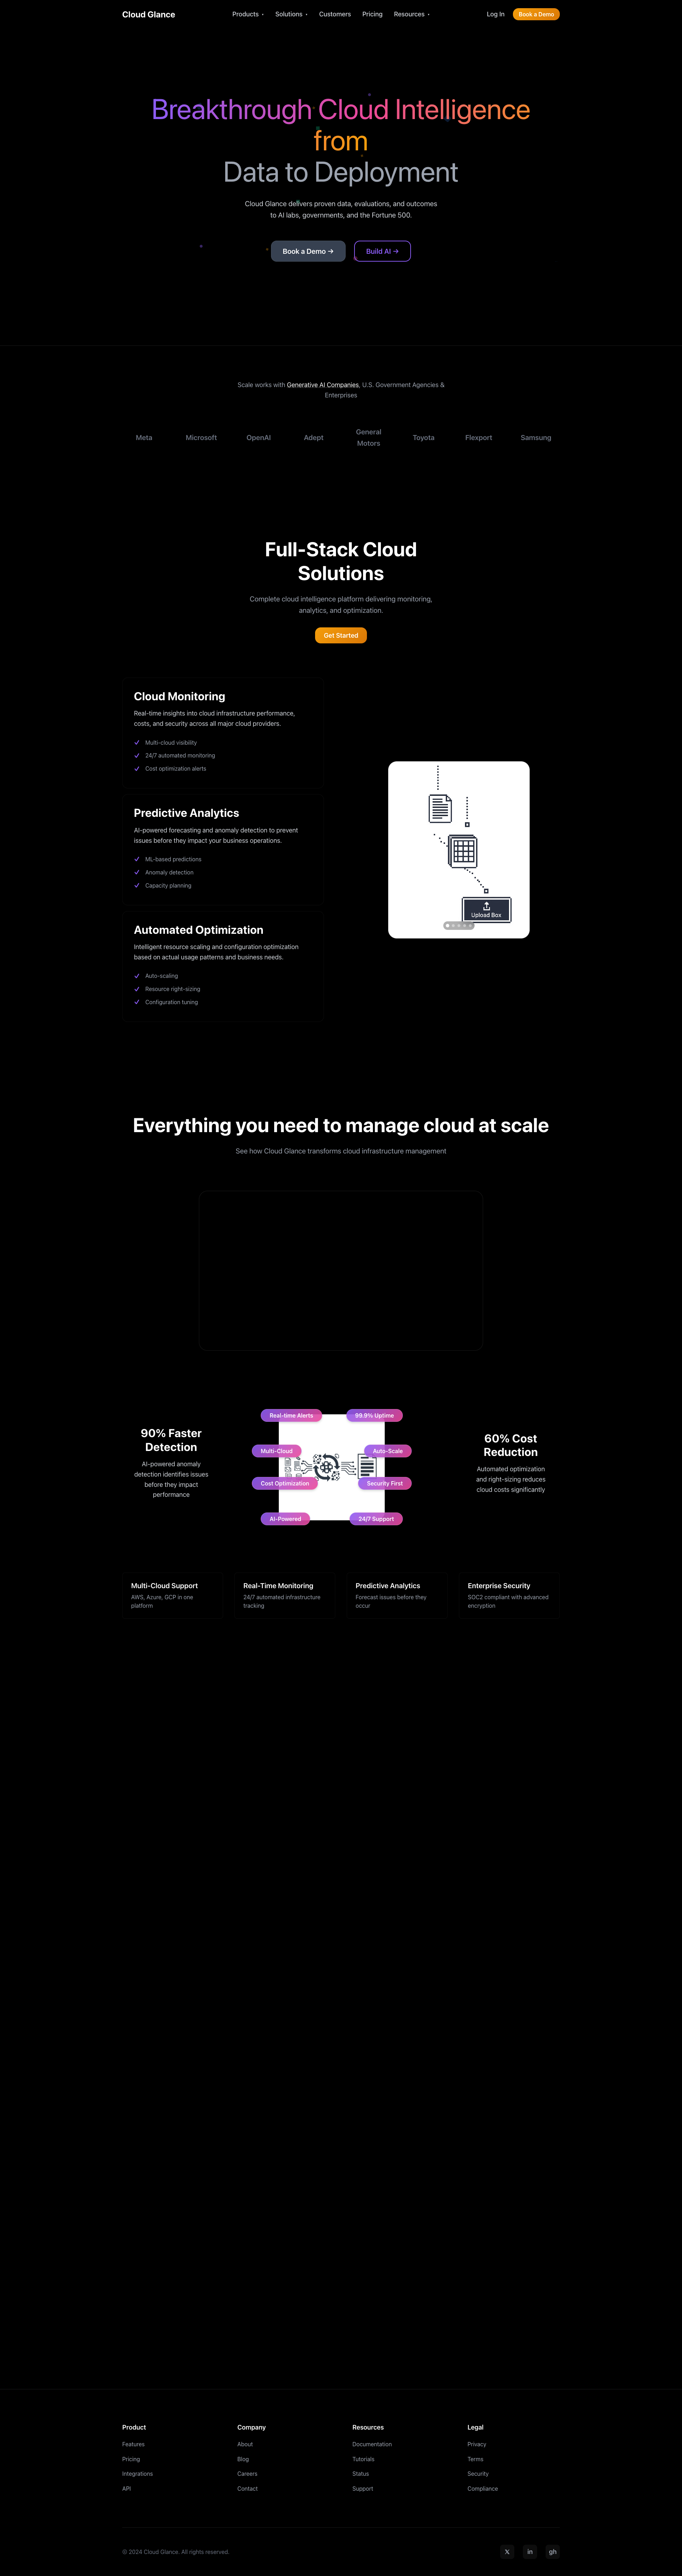 Cloud Glance
Products
Solutions
Customers
Pricing
Resources
Log In
Book a Demo
Breakthrough Cloud Intelligence
from
Data to Deployment
Cloud Glance delivers proven data, evaluations, and outcomes
to AI labs, governments, and the Fortune 500.
Book a Demo →
Build AI →
Scale works with Generative AI Companies, U.S. Government Agencies &
Enterprises
Meta
Microsoft
OpenAI
Adept
General
Motors
Toyota
Flexport
Samsung
Full-Stack Cloud
Solutions
Complete cloud intelligence platform delivering monitoring,
analytics, and optimization.
Get Started
Cloud Monitoring
Real-time insights into cloud infrastructure performance,
costs, and security across all major cloud providers.
✓ Multi-cloud visibility
✓ 24/7 automated monitoring
✓ Cost optimization alerts
Predictive Analytics
AI-powered forecasting and anomaly detection to prevent
issues before they impact your business operations.
✓ ML-based predictions
✓ Anomaly detection
✓ Capacity planning
Automated Optimization
Intelligent resource scaling and configuration optimization
based on actual usage patterns and business needs.
✓ Auto-scaling
✓ Resource right-sizing
✓ Configuration tuning
Upload Box
Everything you need to manage cloud at scale
See how Cloud Glance transforms cloud infrastructure management
90% Faster
Detection
AI-powered anomaly
detection identifies issues
before they impact
performance
Real-time Alerts
99.9% Uptime
Multi-Cloud
Auto-Scale
Cost Optimization
Security First
AI-Powered
24/7 Support
60% Cost
Reduction
Automated optimization
and right-sizing reduces
cloud costs significantly
Multi-Cloud Support
AWS, Azure, GCP in one
platform
Real-Time Monitoring
24/7 automated infrastructure
tracking
Predictive Analytics
Forecast issues before they
occur
Enterprise Security
SOC2 compliant with advanced
encryption
Product
Features
Pricing
Integrations
API
Company
About
Blog
Careers
Contact
Resources
Documentation
Tutorials
Status
Support
Legal
Privacy
Terms
Security
Compliance
© 2024 Cloud Glance. All rights reserved.
𝕏
in
gh